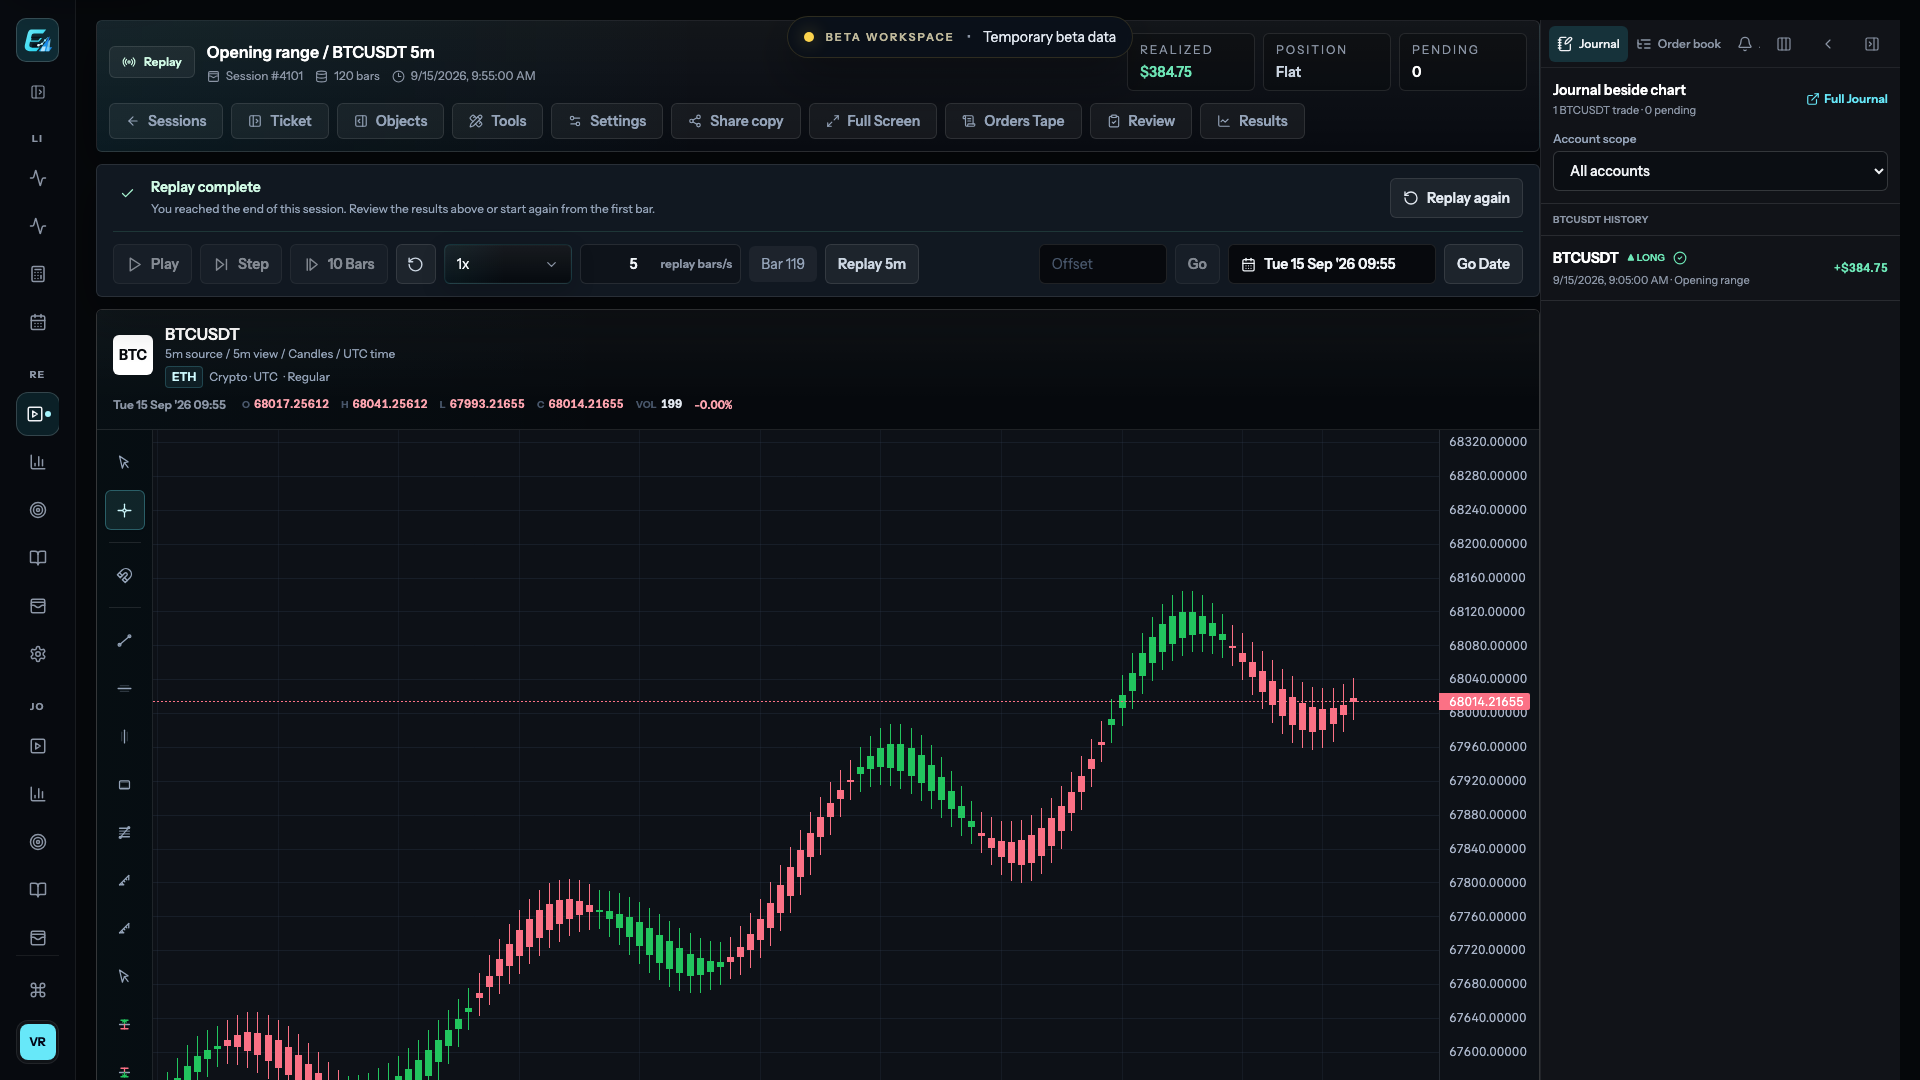 LI
RE
JO
VR
Replay
Opening range / BTCUSDT 5m
Session #4101
120 bars
9/15/2026, 9:55:00 AM
BETA WORKSPACE • Temporary beta data
REALIZED
$384.75
POSITION
Flat
PENDING
0
Sessions
Ticket
Objects
Tools
Settings
Share copy
Full Screen
Orders Tape
Review
Results
Replay complete
You reached the end of this session. Review the results above or start again from the first bar.
Replay again
Play
Step
10 Bars
1x
5 replay bars/s
Bar 119
Replay 5m
Offset
Go
Tue 15 Sep '26 09:55
Go Date
BTC
BTCUSDT
5m source / 5m view / Candles / UTC time
ETH Crypto · UTC · Regular
Tue 15 Sep '26 09:55 O 68017.25612 H 68041.25612 L 67993.21655 C 68014.21655 VOL 199 -0.00%
68320.00000
68280.00000
68240.00000
68200.00000
68160.00000
68120.00000
68080.00000
68040.00000
68014.21655
68000.00000
67960.00000
67920.00000
67880.00000
67840.00000
67800.00000
67760.00000
67720.00000
67680.00000
67640.00000
67600.00000
Journal
Order book
Journal beside chart
1 BTCUSDT trade · 0 pending
Full Journal
Account scope
All accounts
BTCUSDT HISTORY
BTCUSDT ▲ LONG
9/15/2026, 9:05:00 AM · Opening range
+$384.75